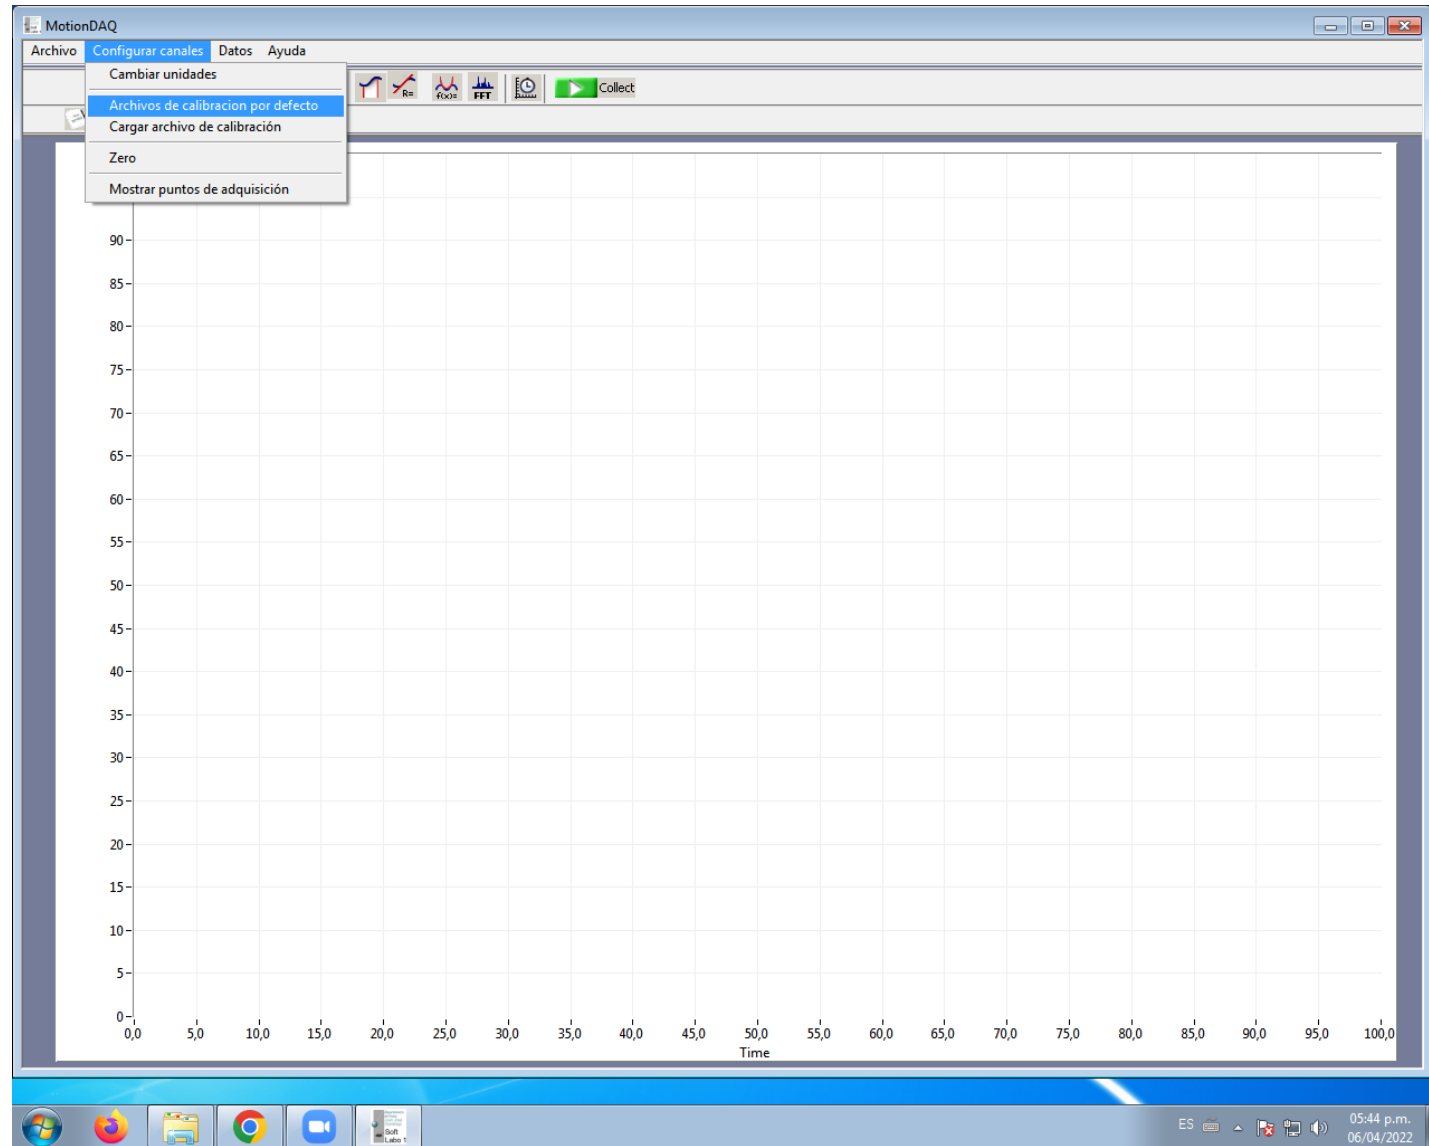 MotionDAQ
Archivo Configurar canales Datos Ayuda
Cambiar unidades
Archivos de calibracion por defecto
Cargar archivo de calibración
Zero
Mostrar puntos de adquisición
R=
f(x)=
FFT
Collect
90
85
80
75
70
65
60
55
50
45
40
35
30
25
20
15
10
5
0
0,0 5,0 10,0 15,0 20,0 25,0 30,0 35,0 40,0 45,0 50,0 55,0 60,0 65,0 70,0 75,0 80,0 85,0 90,0 95,0 100,0
Time
Soft
Labo 1
ES
05:44 p.m.
06/04/2022